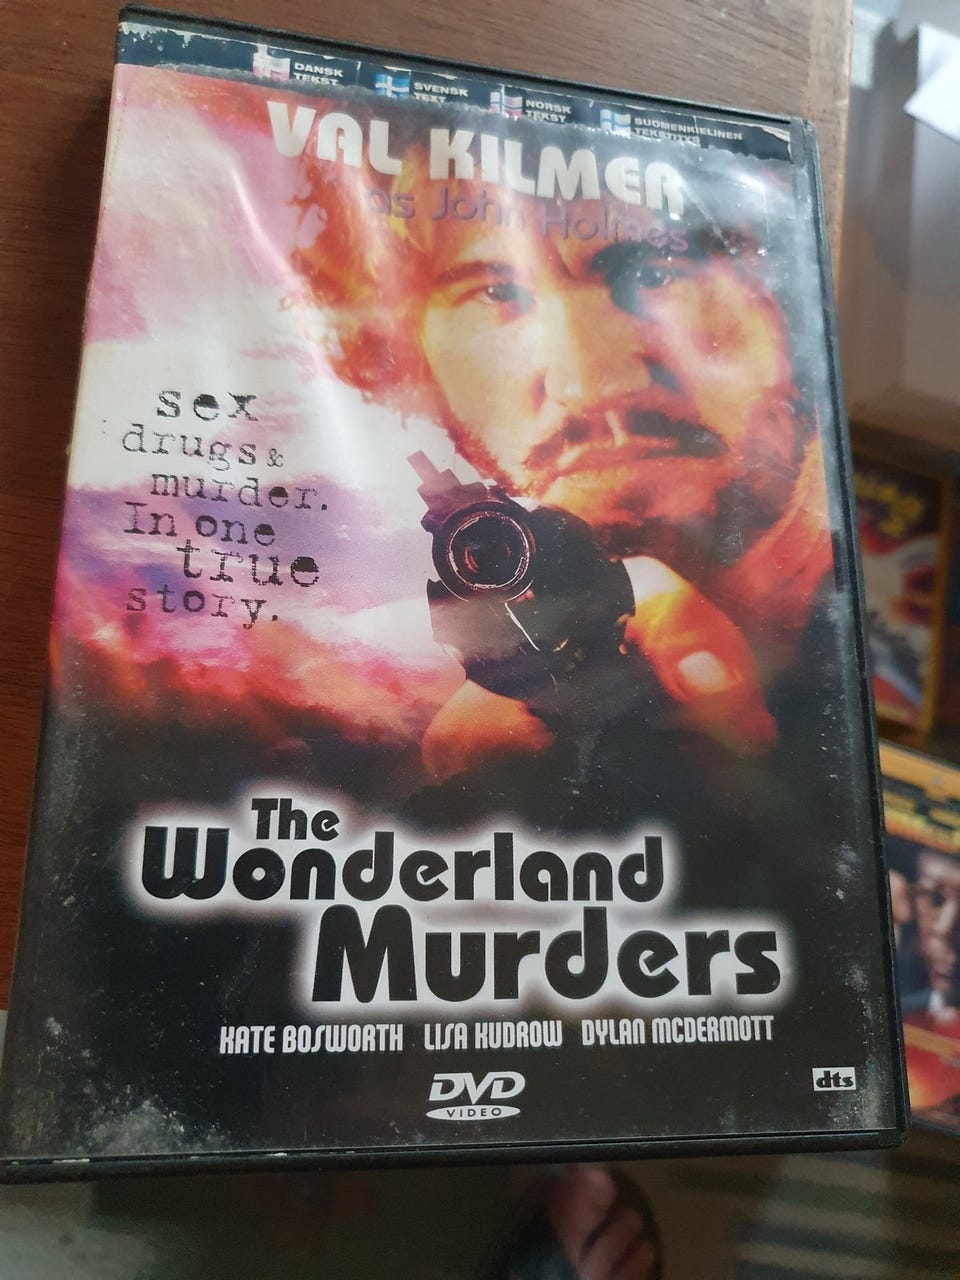 DANSK
TEKST
SVENSK
TEXT
NORSK
TEKST
SUOMENKIELINEN
TEKSTITYS
VAL KILMER
as John Holmes
sex
drugs &
murder.
In one
true
story.
The
Wonderland
Murders
KATE BOSWORTH LISA KUDROW DYLAN MCDERMOTT
DVD
VIDEO
dts